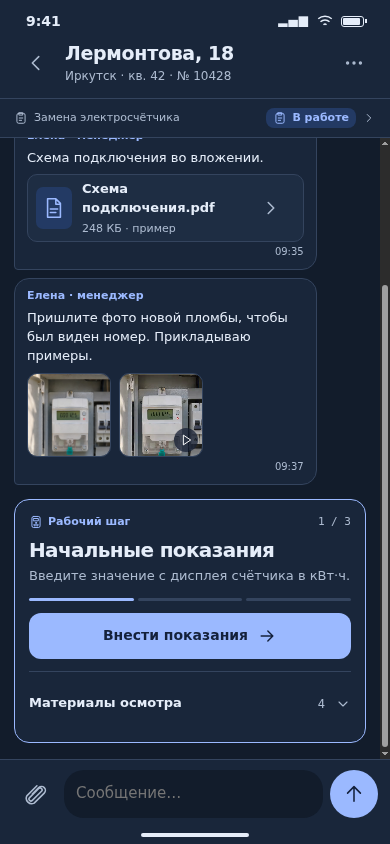 9:41
Лермонтова, 18
Иркутск · кв. 42 · № 10428
Замена электросчётчика
В работе
Елена · менеджер
Схема подключения во вложении.
Схема
подключения.pdf
248 КБ · пример
09:35
Елена · менеджер
Пришлите фото новой пломбы, чтобы
был виден номер. Прикладываю
примеры.
09:37
Рабочий шаг
1 / 3
Начальные показания
Введите значение с дисплея счётчика в кВт·ч.
Внести показания
Материалы осмотра
4
Сообщение…